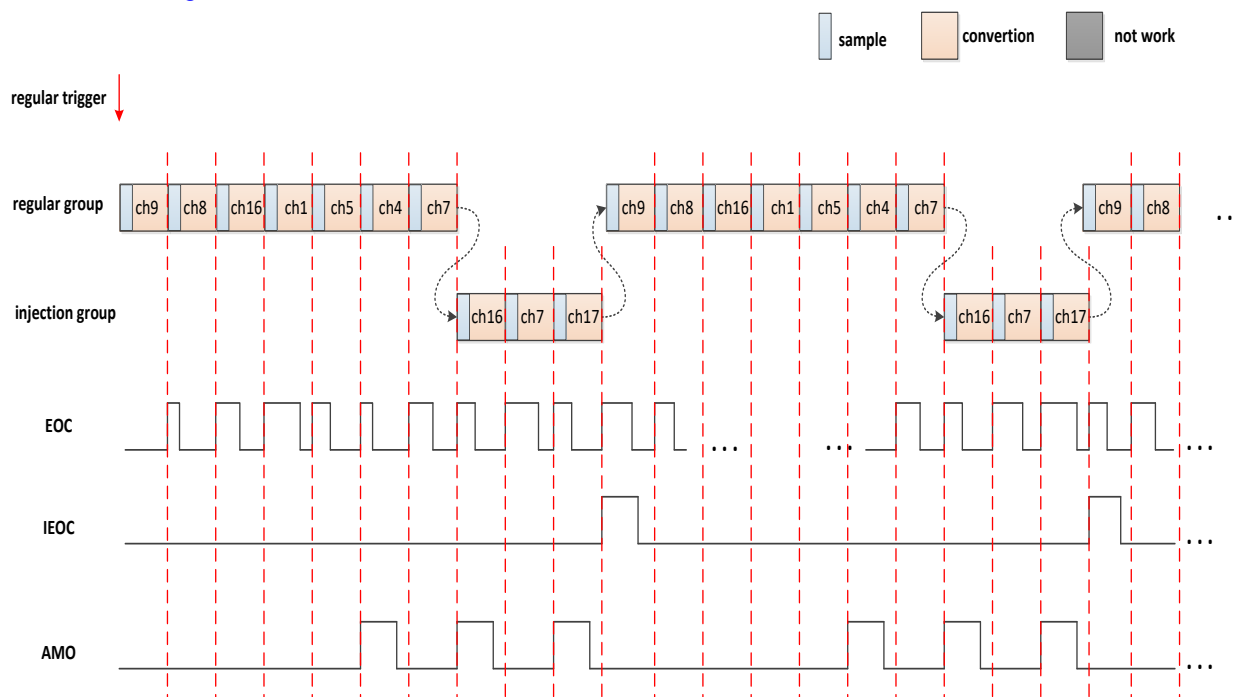 sample convertion not work
regular trigger
regular group ch9 ch8 ch16 ch1 ch5 ch4 ch7 ch9 ch8 ch16 ch1 ch5 ch4 ch7 ch9 ch8 ..
injection group ch16 ch7 ch17 ch16 ch7 ch17
EOC ... ... ...
IEOC ...
AMO ...